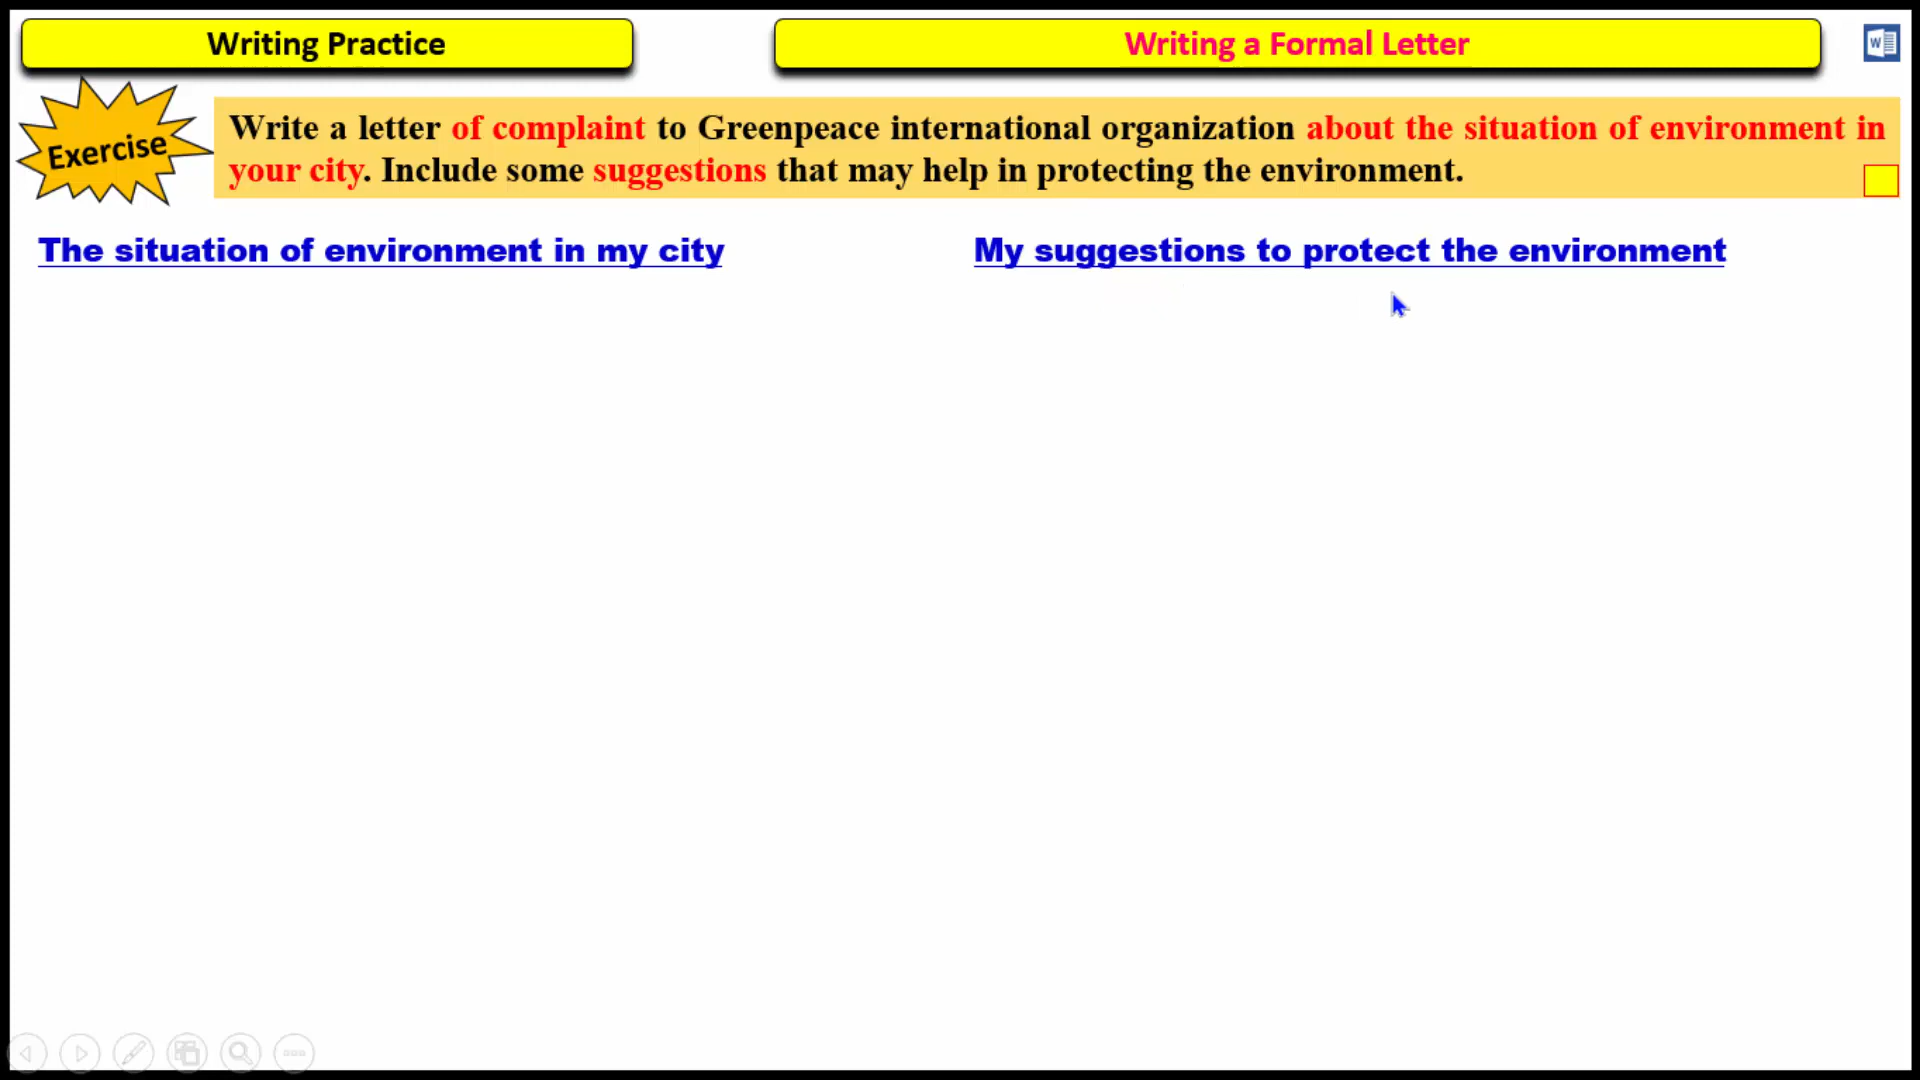 Writing Practice
Writing a Formal Letter
Exercise
Write a letter of complaint to Greenpeace international organization about the situation of environment in
your city. Include some suggestions that may help in protecting the environment.
The situation of environment in my city
My suggestions to protect the environment
W